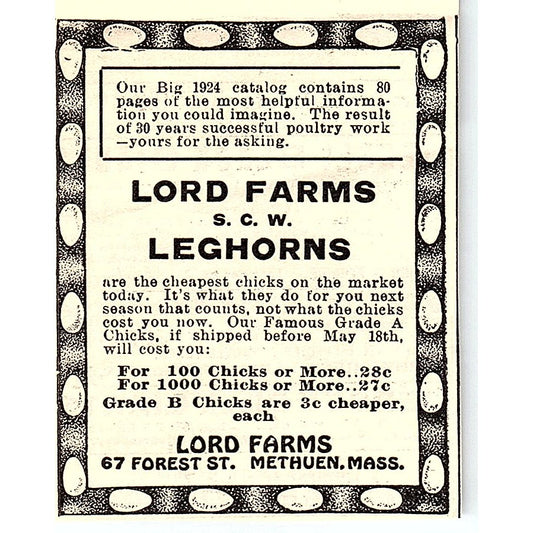 Our Big 1924 catalog contains 80
pages of the most helpful informa-
tion you could imagine. The result
of 30 years successful poultry work
—yours for the asking.
LORD FARMS
S. C. W.
LEGHORNS
are the cheapest chicks on the market
today. It's what they do for you next
season that counts, not what the chicks
cost you now. Our Famous Grade A
Chicks, if shipped before May 18th,
will cost you:
For 100 Chicks or More..28c
For 1000 Chicks or More..27c
Grade B Chicks are 3c cheaper,
each
LORD FARMS
67 FOREST ST. METHUEN, MASS.